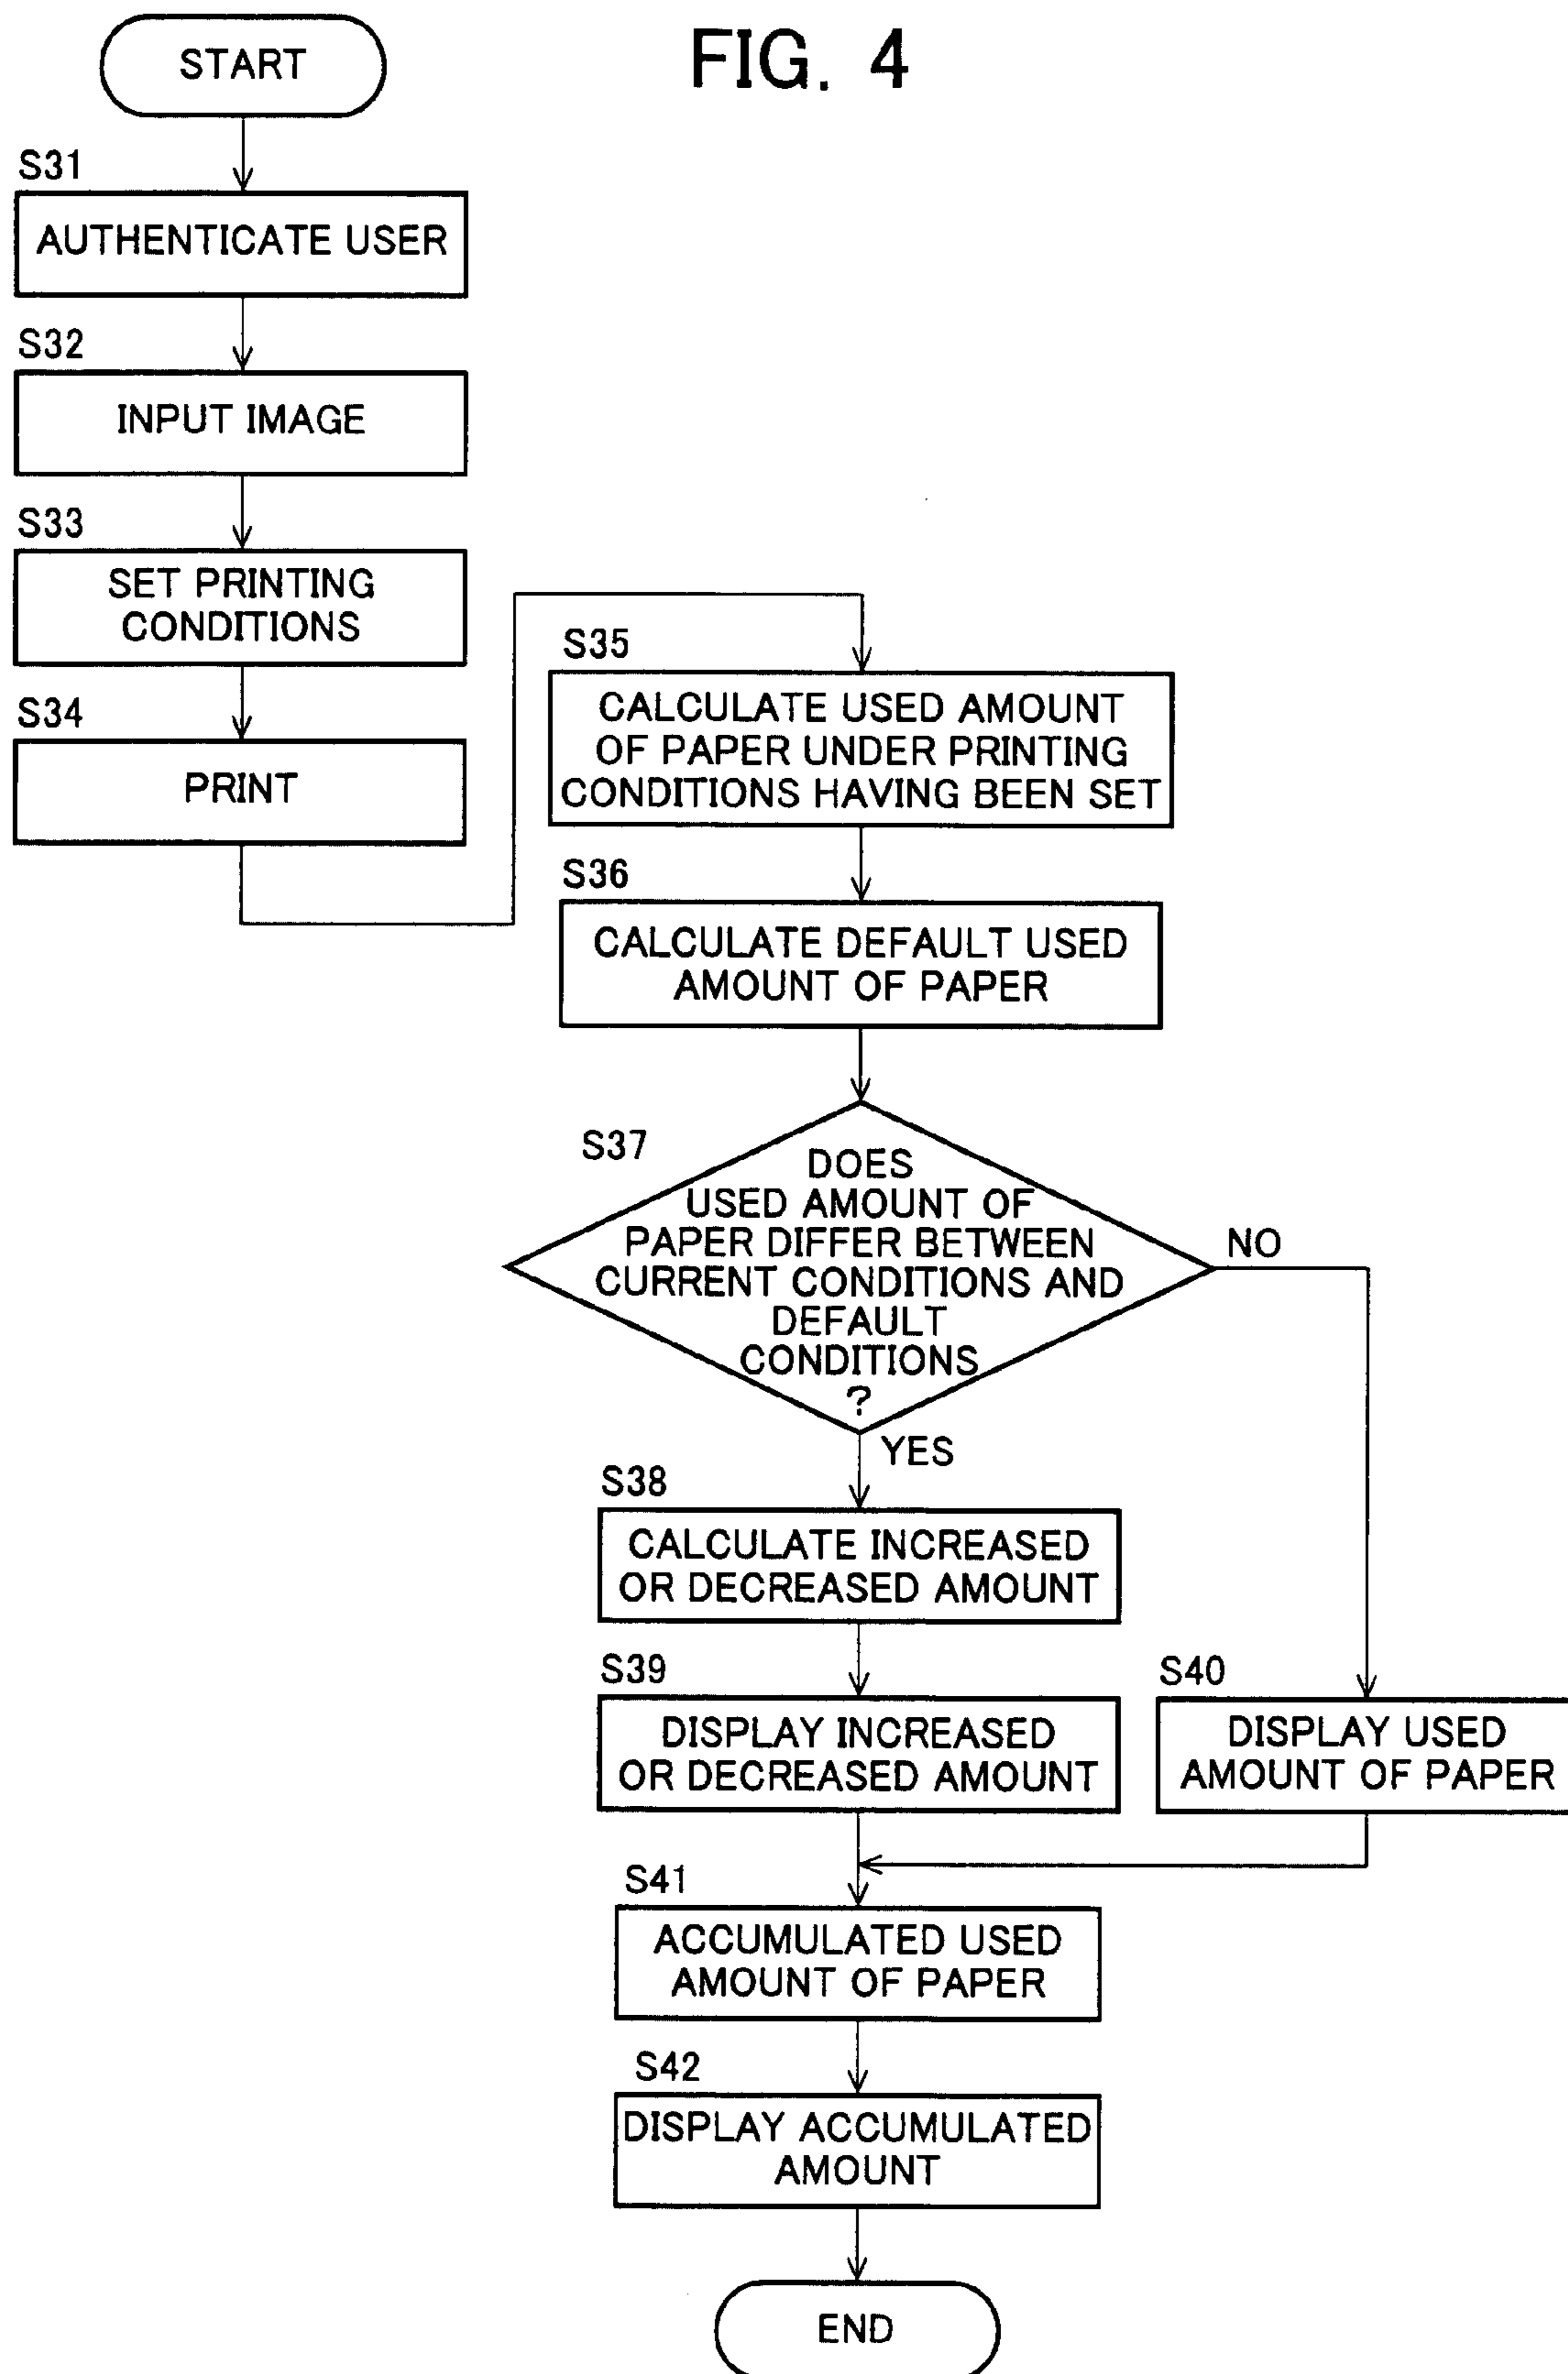 FIG. 4
START
S31
AUTHENTICATE USER
S32
INPUT IMAGE
S33
SET PRINTING
CONDITIONS
S34
PRINT
S35
CALCULATE USED AMOUNT
OF PAPER UNDER PRINTING
CONDITIONS HAVING BEEN SET
S36
CALCULATE DEFAULT USED
AMOUNT OF PAPER
S37
DOES
USED AMOUNT OF
PAPER DIFFER BETWEEN
CURRENT CONDITIONS AND
DEFAULT
CONDITIONS
?
NO
YES
S38
CALCULATE INCREASED
OR DECREASED AMOUNT
S39
DISPLAY INCREASED
OR DECREASED AMOUNT
S40
DISPLAY USED
AMOUNT OF PAPER
S41
ACCUMULATED USED
AMOUNT OF PAPER
S42
DISPLAY ACCUMULATED
AMOUNT
END